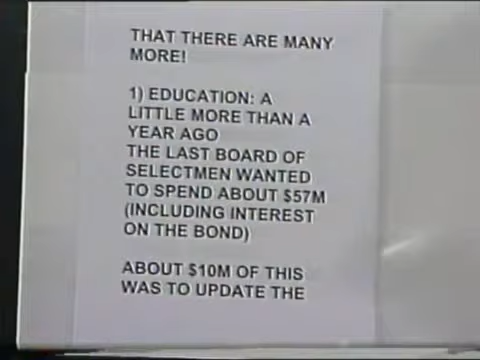 THAT THERE ARE MANY
MORE!
1) EDUCATION: A
LITTLE MORE THAN A
YEAR AGO
THE LAST BOARD OF
SELECTMEN WANTED
TO SPEND ABOUT $57M
(INCLUDING INTEREST
ON THE BOND)
ABOUT $10M OF THIS
WAS TO UPDATE THE